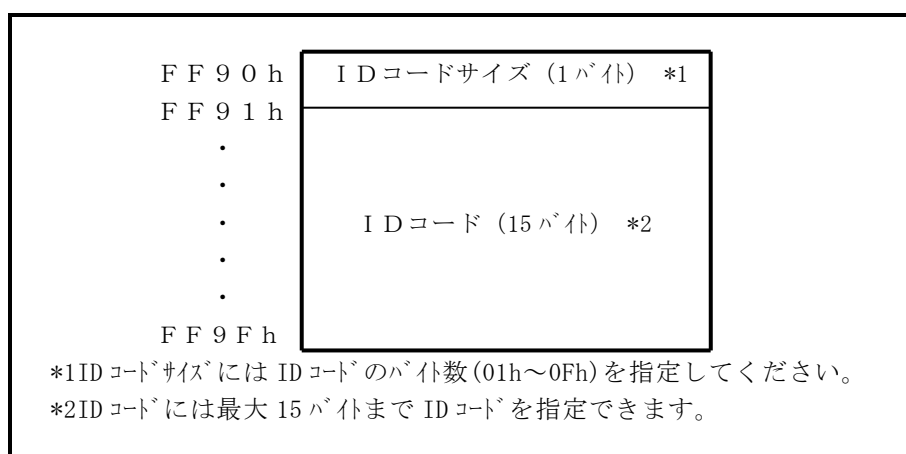 FF90h IDコードサイズ (1バイト) *1
FF91h
・
・
・ IDコード (15バイト) *2
・
・
FF9Fh
*1IDコードサイズには IDコードのバイト数(01h～0Fh)を指定してください。
*2IDコードには最大 15バイトまで IDコードを指定できます。